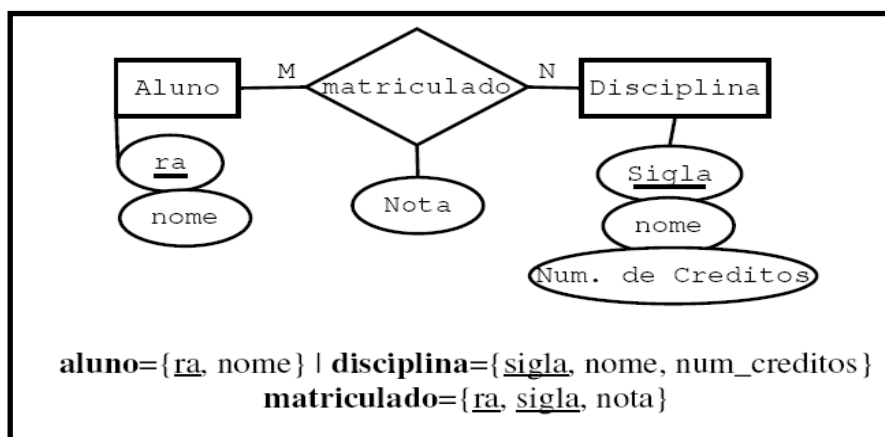 M N
Aluno matriculado Disciplina
ra Sigla
nome Nota nome
Num. de Creditos
aluno={ra, nome} | disciplina={sigla, nome, num_creditos}
matriculado={ra, sigla, nota}